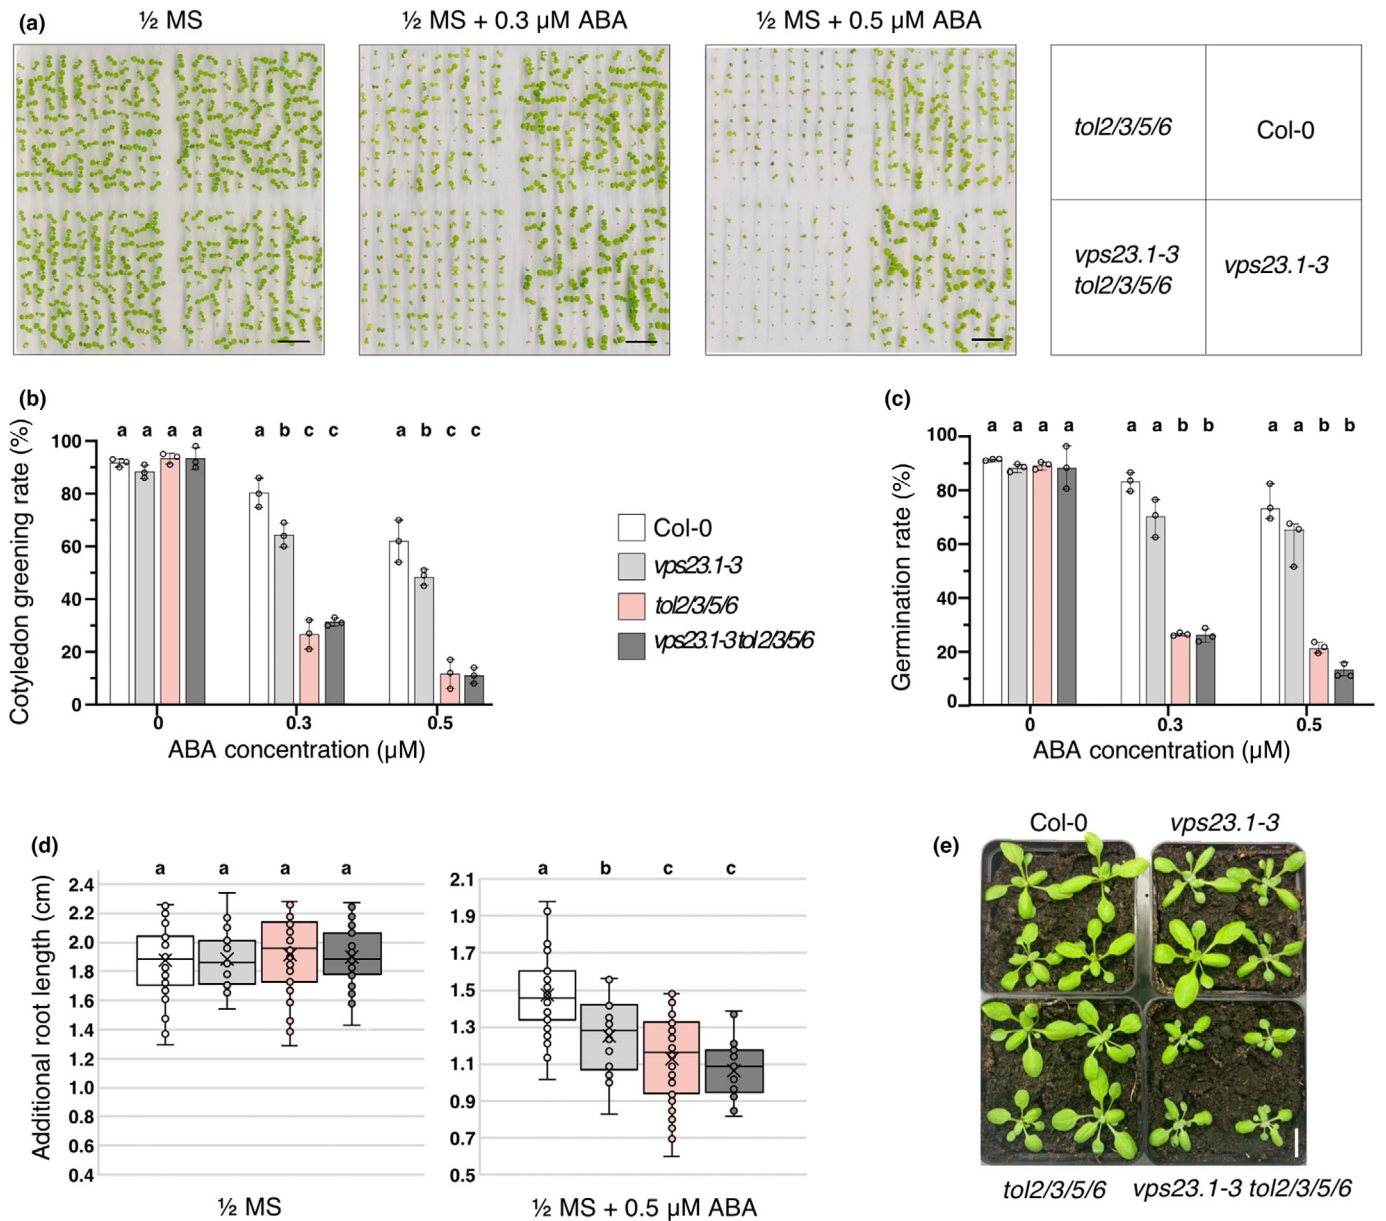 (a)
½ MS
½ MS + 0.3 µM ABA
½ MS + 0.5 µM ABA
tol2/3/5/6
Col-0
vps23.1-3
tol2/3/5/6
vps23.1-3
(b)
Cotyledon greening rate (%)
a a a a
a b c c
a b c c
100
80
60
40
20
0
0
0.3
0.5
ABA concentration (µM)
Col-0
vps23.1-3
tol2/3/5/6
vps23.1-3 tol2/3/5/6
(c)
Germination rate (%)
a a a a
a a b b
a a b b
100
80
60
40
20
0
0
0.3
0.5
ABA concentration (µM)
(d)
Additional root length (cm)
a a a a
2.4
2.2
2.0
1.8
1.6
1.4
1.2
1.0
0.8
0.6
0.4
½ MS
a b c c
2.1
1.9
1.7
1.5
1.3
1.1
0.9
0.7
0.5
½ MS + 0.5 µM ABA
(e)
Col-0
vps23.1-3
tol2/3/5/6
vps23.1-3 tol2/3/5/6